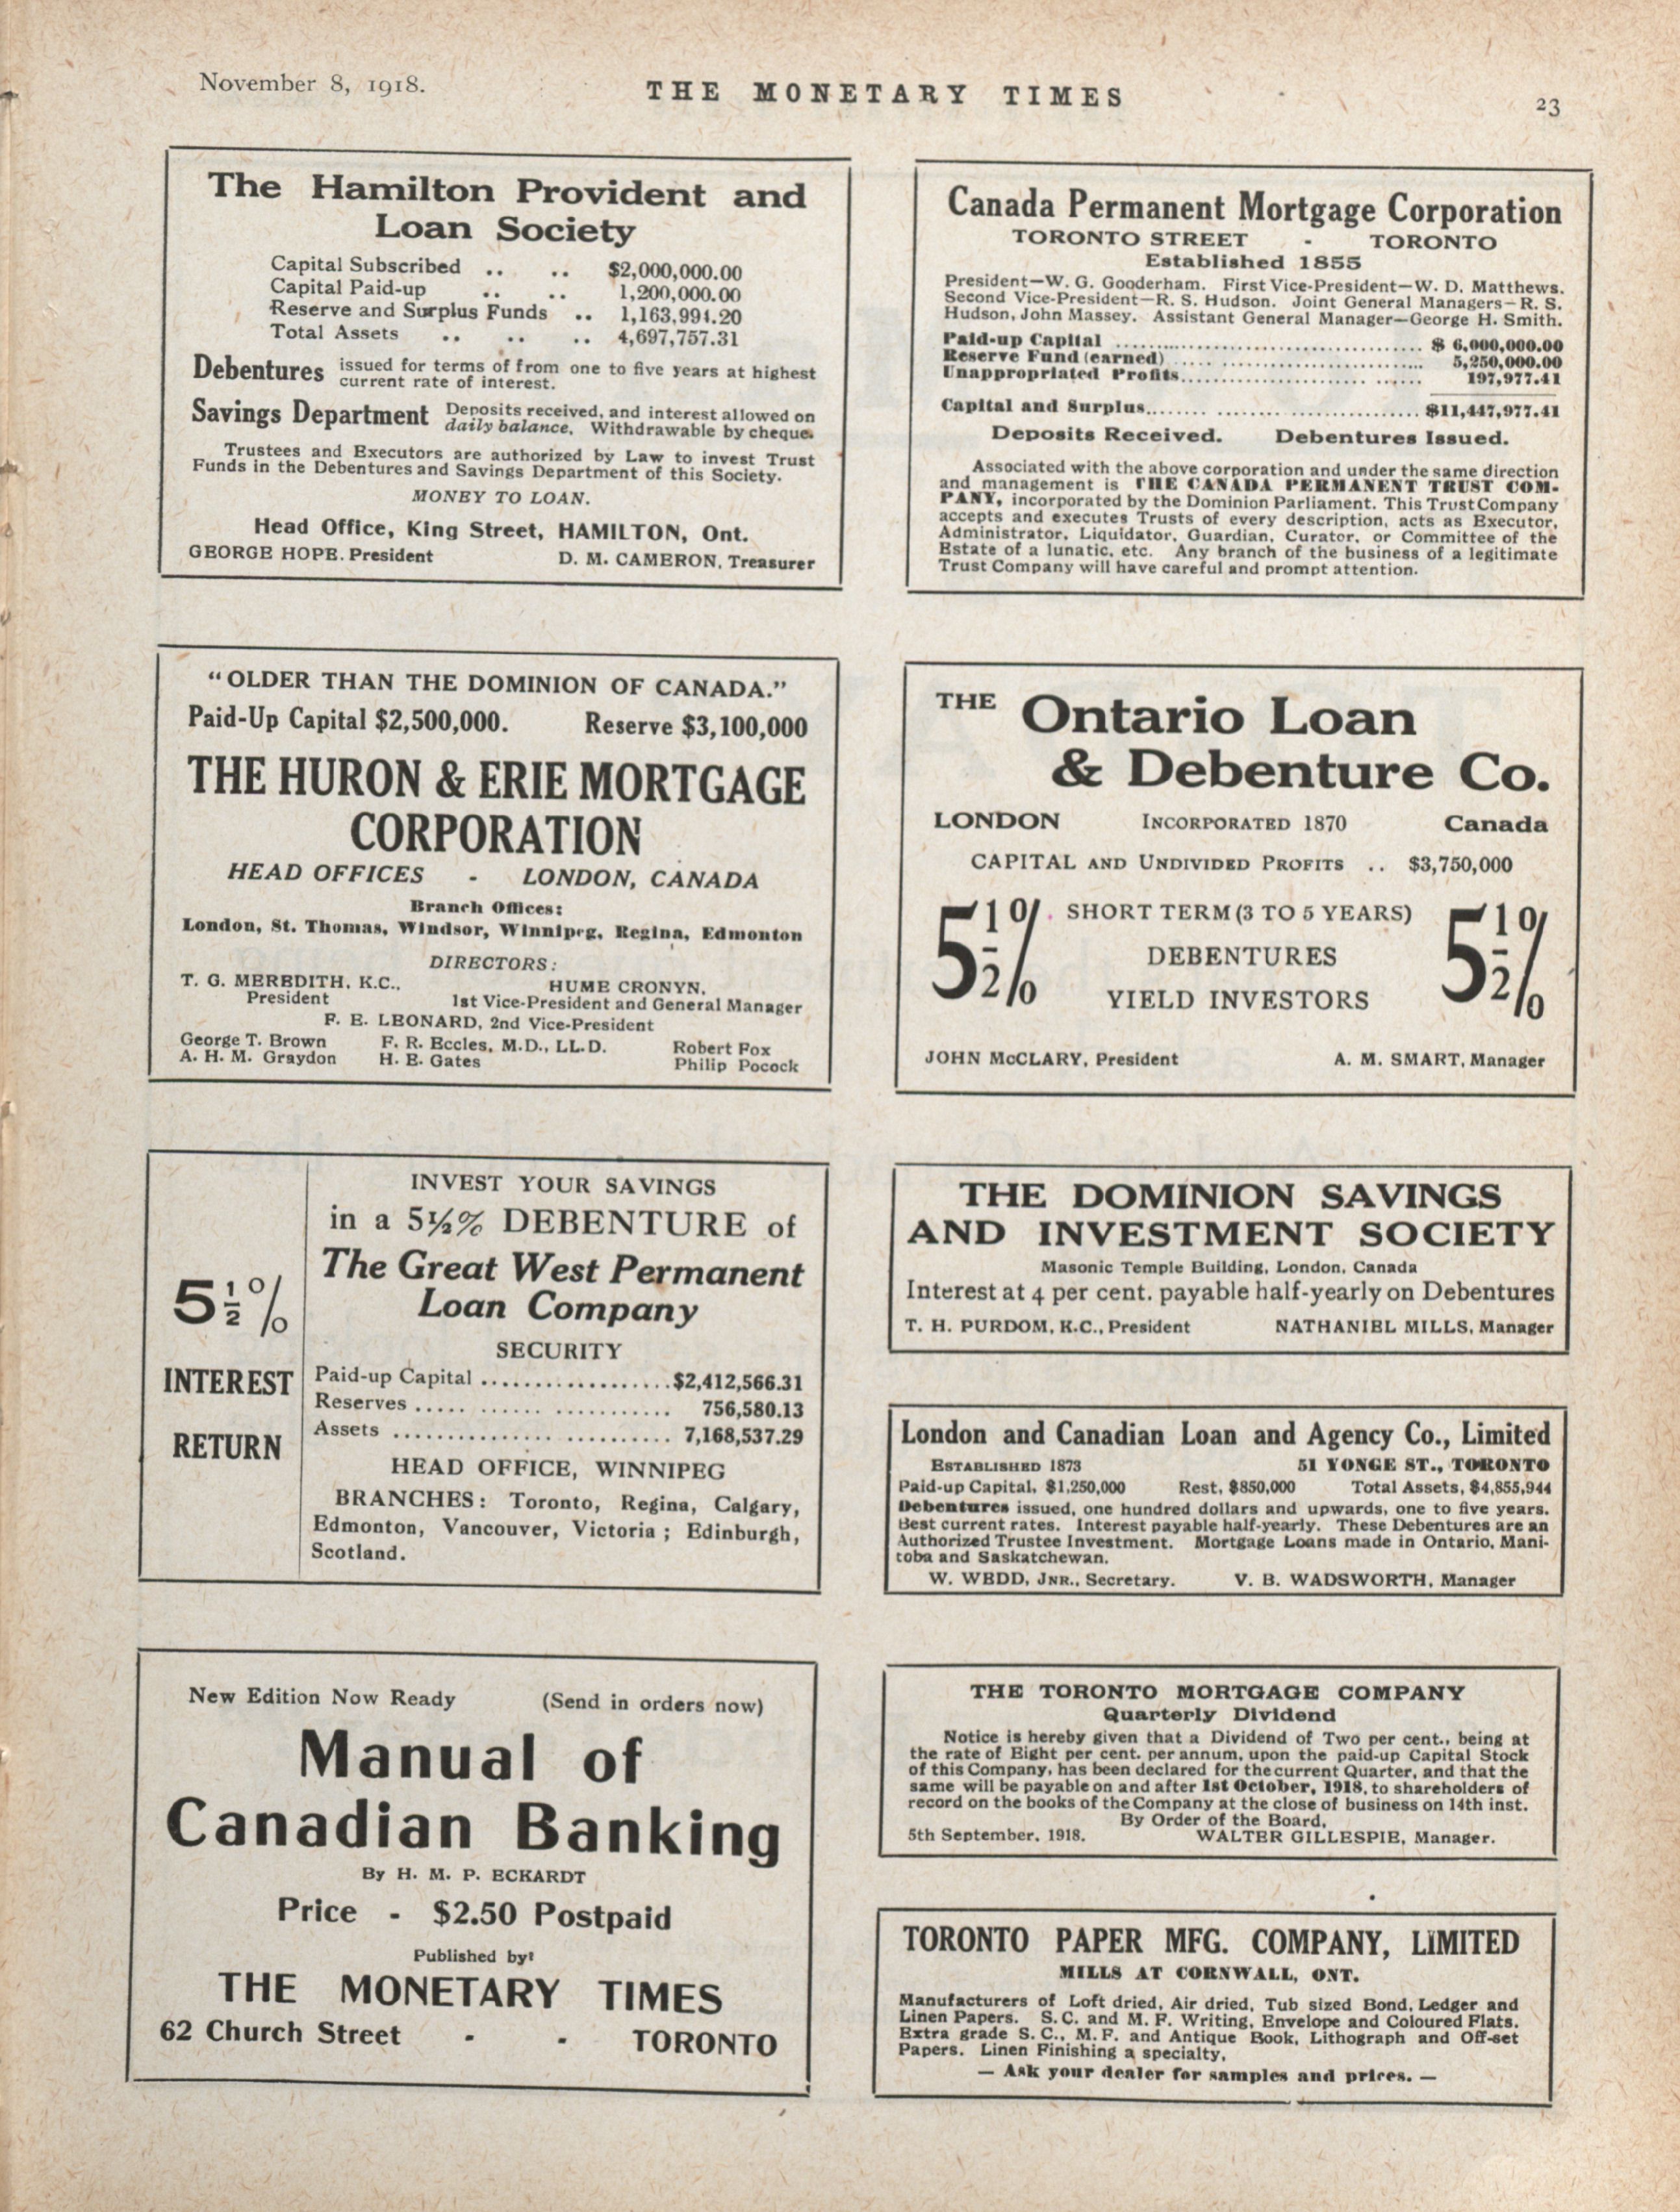 November 8, 1918.
THE MONETARY TIMES
23
The Hamilton Provident and
Loan Society
Capital Subscribed .. .. $2,000,000.00
Capital Paid-up .. .. 1,200,000.00
Reserve and Surplus Funds .. 1,163,994.20
Total Assets .. .. .. 4,697,757.31
Debentures issued for terms of from one to five years at highest
current rate of interest.
Savings Department Deposits received, and interest allowed on
daily balance. Withdrawable by cheque.
Trustees and Executors are authorized by Law to invest Trust
Funds in the Debentures and Savings Department of this Society.
MONEY TO LOAN.
Head Office, King Street, HAMILTON, Ont.
GEORGE HOPE. President D. M. CAMERON, Treasurer
"OLDER THAN THE DOMINION OF CANADA."
Paid-Up Capital $2,500,000. Reserve $3,100,000
THE HURON & ERIE MORTGAGE
CORPORATION
HEAD OFFICES - LONDON, CANADA
Branch Offices:
London, St. Thomas, Windsor, Winnipeg, Regina, Edmonton
DIRECTORS:
T. G. MEREDITH, K.C., HUME CRONYN,
President 1st Vice-President and General Manager
F. E. LEONARD, 2nd Vice-President
George T. Brown F. R. Eccles, M.D., LL.D. Robert Fox
A. H. M. Graydon H. E. Gates Philip Pocock
5½%
INTEREST
RETURN
INVEST YOUR SAVINGS
in a 5½% DEBENTURE of
The Great West Permanent
Loan Company
SECURITY
Paid-up Capital .................. $2,412,566.31
Reserves ..... ...... ........... 756,580.13
Assets ............... .......... 7,168,537.29
HEAD OFFICE, WINNIPEG
BRANCHES: Toronto, Regina, Calgary,
Edmonton, Vancouver, Victoria ; Edinburgh,
Scotland.
New Edition Now Ready (Send in orders now)
Manual of
Canadian Banking
By H. M. P. ECKARDT
Price - $2.50 Postpaid
Published by:
THE MONETARY TIMES
62 Church Street - - TORONTO
Canada Permanent Mortgage Corporation
TORONTO STREET - TORONTO
Established 1855
President—W. G. Gooderham. First Vice-President—W. D. Matthews.
Second Vice-President—R. S. Hudson. Joint General Managers—R. S.
Hudson, John Massey. Assistant General Manager—George H. Smith.
Paid-up Capital ........................................ $ 6,000,000.00
Reserve Fund (earned) .... ......................... 5,250,000.00
Unappropriated Profits....................... ...... 197,977.41
Capital and Surplus........ ........... ............... $11,447,977.41
Deposits Received. Debentures Issued.
Associated with the above corporation and under the same direction
and management is THE CANADA PERMANENT TRUST COM-
PANY, incorporated by the Dominion Parliament. This Trust Company
accepts and executes Trusts of every description, acts as Executor,
Administrator, Liquidator, Guardian, Curator, or Committee of the
Estate of a lunatic, etc. Any branch of the business of a legitimate
Trust Company will have careful and prompt attention.
THE Ontario Loan
& Debenture Co.
LONDON INCORPORATED 1870 Canada
CAPITAL AND UNDIVIDED PROFITS .. $3,750,000
5½% SHORT TERM (3 TO 5 YEARS) 5½%
DEBENTURES
YIELD INVESTORS
JOHN McCLARY, President A. M. SMART, Manager
THE DOMINION SAVINGS
AND INVESTMENT SOCIETY
Masonic Temple Building, London, Canada
Interest at 4 per cent. payable half-yearly on Debentures
T. H. PURDOM, K.C., President NATHANIEL MILLS, Manager
London and Canadian Loan and Agency Co., Limited
ESTABLISHED 1873 51 YONGE ST., TORONTO
Paid-up Capital, $1,250,000 Rest, $850,000 Total Assets, $4,855,944
Debentures issued, one hundred dollars and upwards, one to five years.
Best current rates. Interest payable half-yearly. These Debentures are an
Authorized Trustee Investment. Mortgage Loans made in Ontario, Mani-
toba and Saskatchewan.
W. WEDD, JNR., Secretary. V. B. WADSWORTH, Manager
THE TORONTO MORTGAGE COMPANY
Quarterly Dividend
Notice is hereby given that a Dividend of Two per cent., being at
the rate of Eight per cent. per annum, upon the paid-up Capital Stock
of this Company, has been declared for the current Quarter, and that the
same will be payable on and after 1st October, 1918, to shareholders of
record on the books of the Company at the close of business on 14th inst.
By Order of the Board,
5th September, 1918. WALTER GILLESPIE, Manager.
TORONTO PAPER MFG. COMPANY, LIMITED
MILLS AT CORNWALL, ONT.
Manufacturers of Loft dried, Air dried, Tub sized Bond, Ledger and
Linen Papers. S. C. and M. F. Writing, Envelope and Coloured Flats.
Extra grade S. C., M. F. and Antique Book, Lithograph and Off-set
Papers. Linen Finishing a specialty.
— Ask your dealer for samples and prices. —